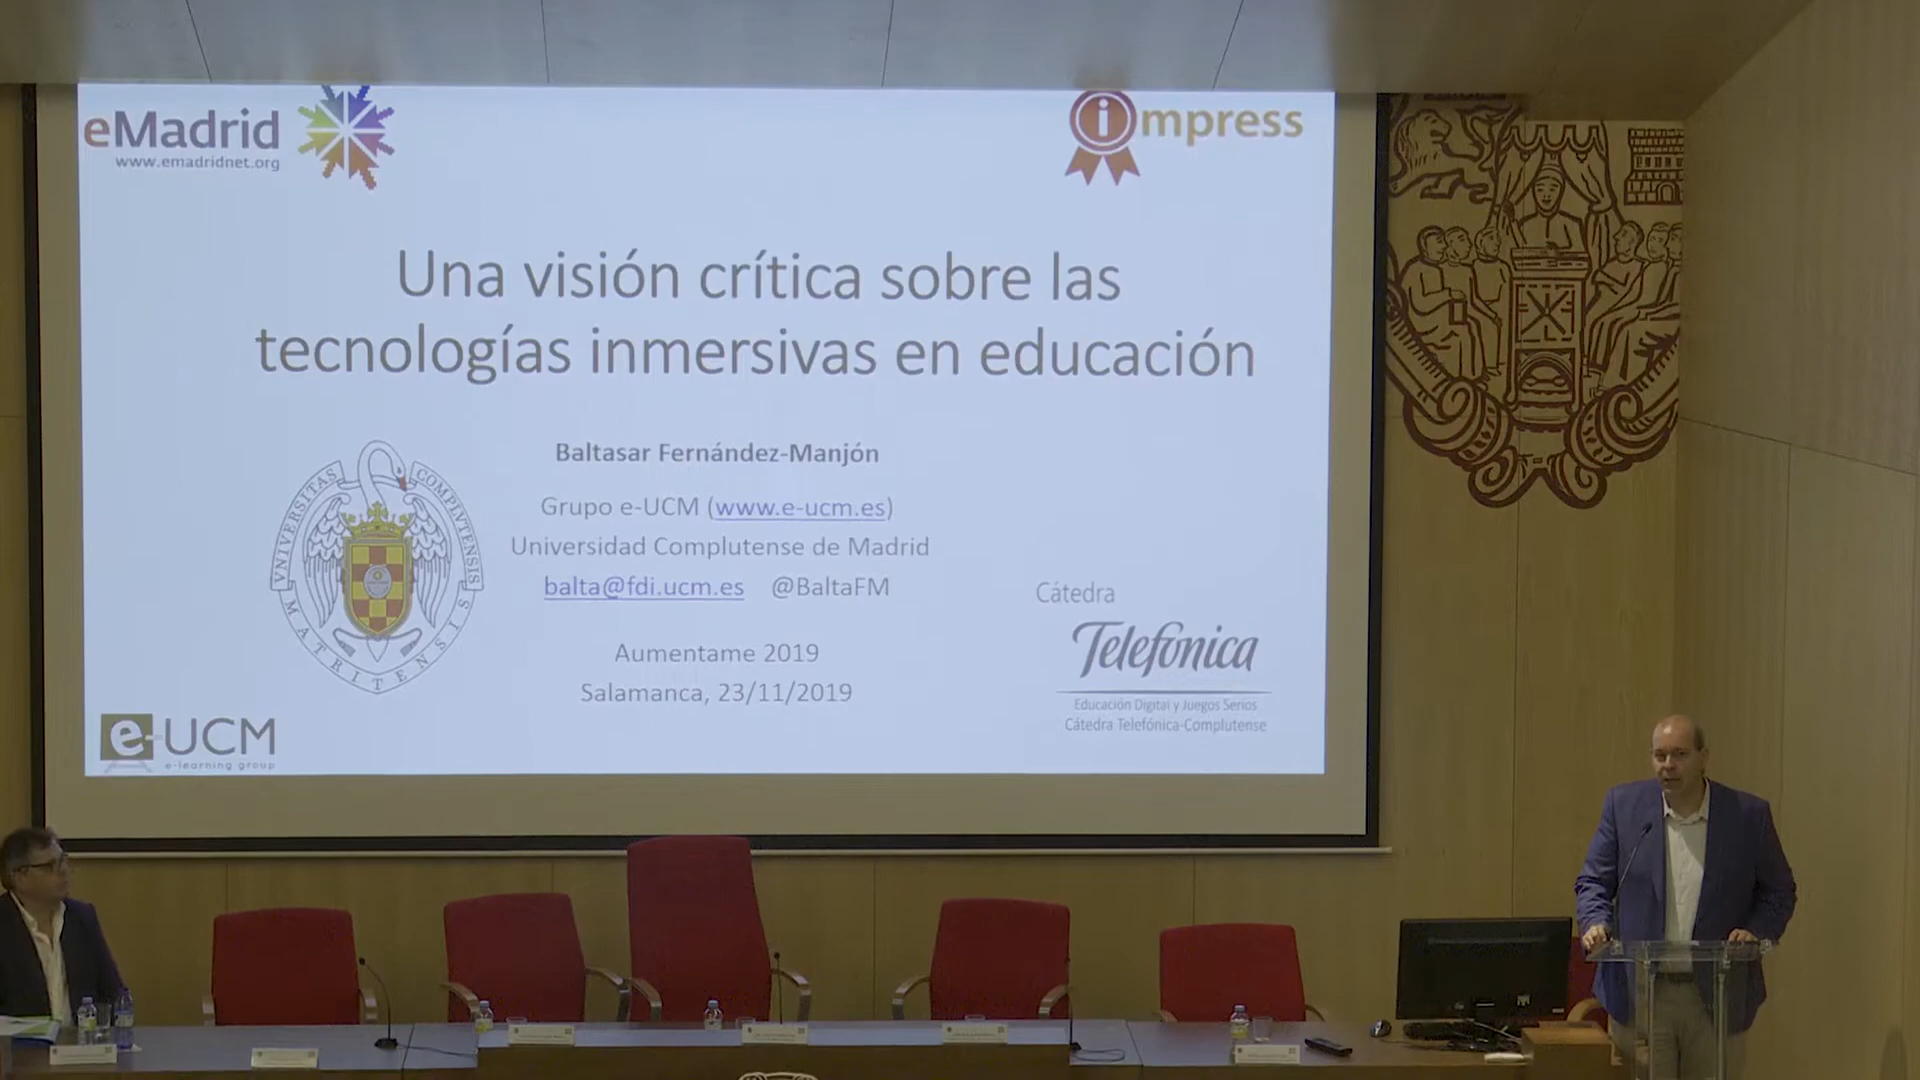 eMadrid
www.emadridnet.org
impress
Una visión crítica sobre las
tecnologías inmersivas en educación
Baltasar Fernández-Manjón
Grupo e-UCM (www.e-ucm.es)
Universidad Complutense de Madrid
balta@fdi.ucm.es @BaltaFM
Aumentame 2019
Salamanca, 23/11/2019
VNIVERSITAS COMPLVTENSIS
MATRITENSIS
Cátedra
Telefónica
Educación Digital y Juegos Serios
Cátedra Telefónica-Complutense
e-UCM
e-learning group